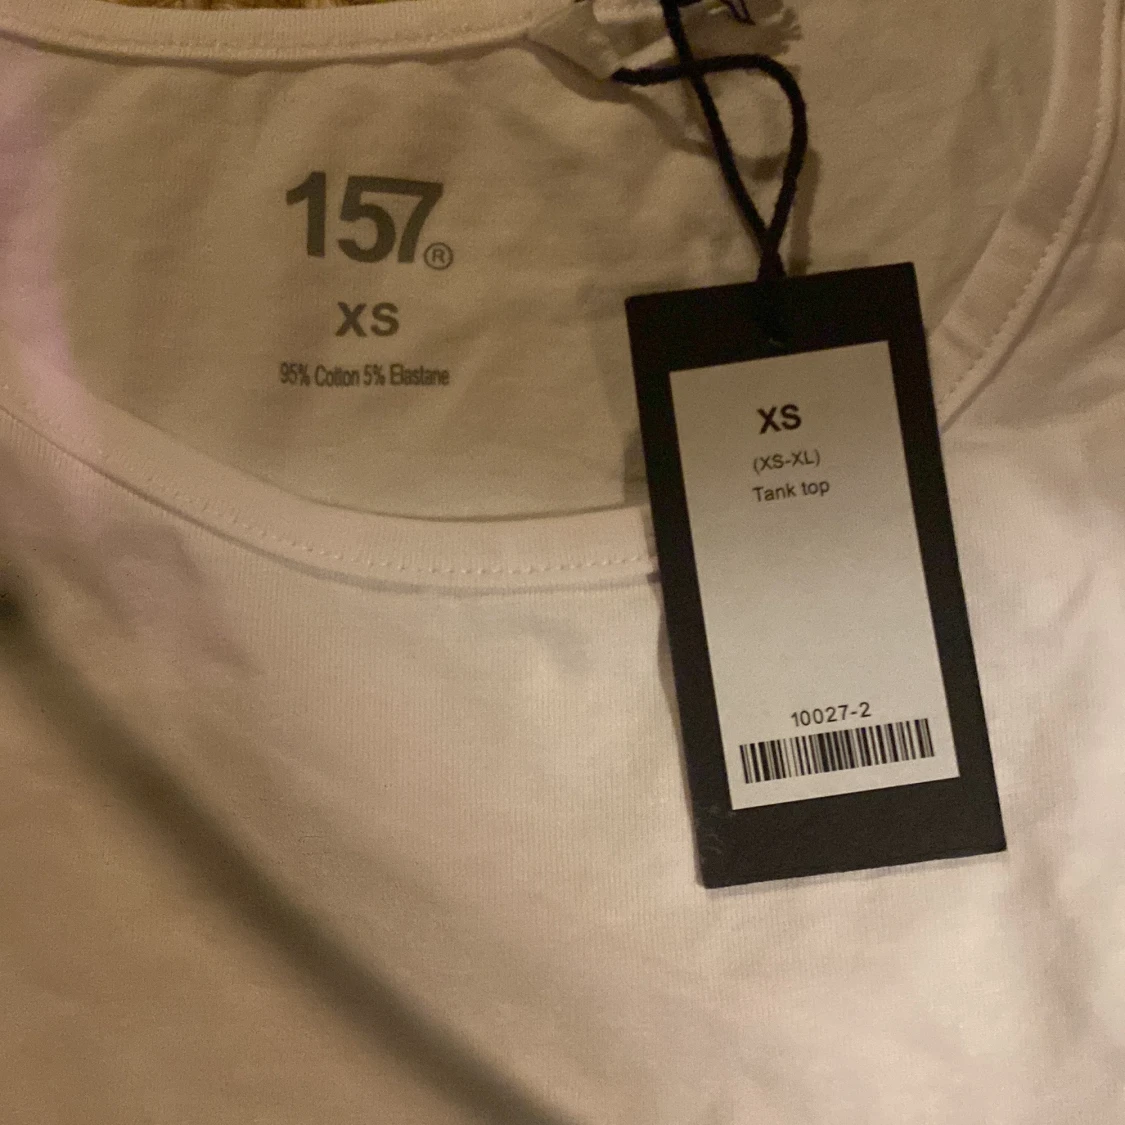 157®
XS
95% Cotton 5% Elastane
XS
(XS-XL)
Tank top
10027-2